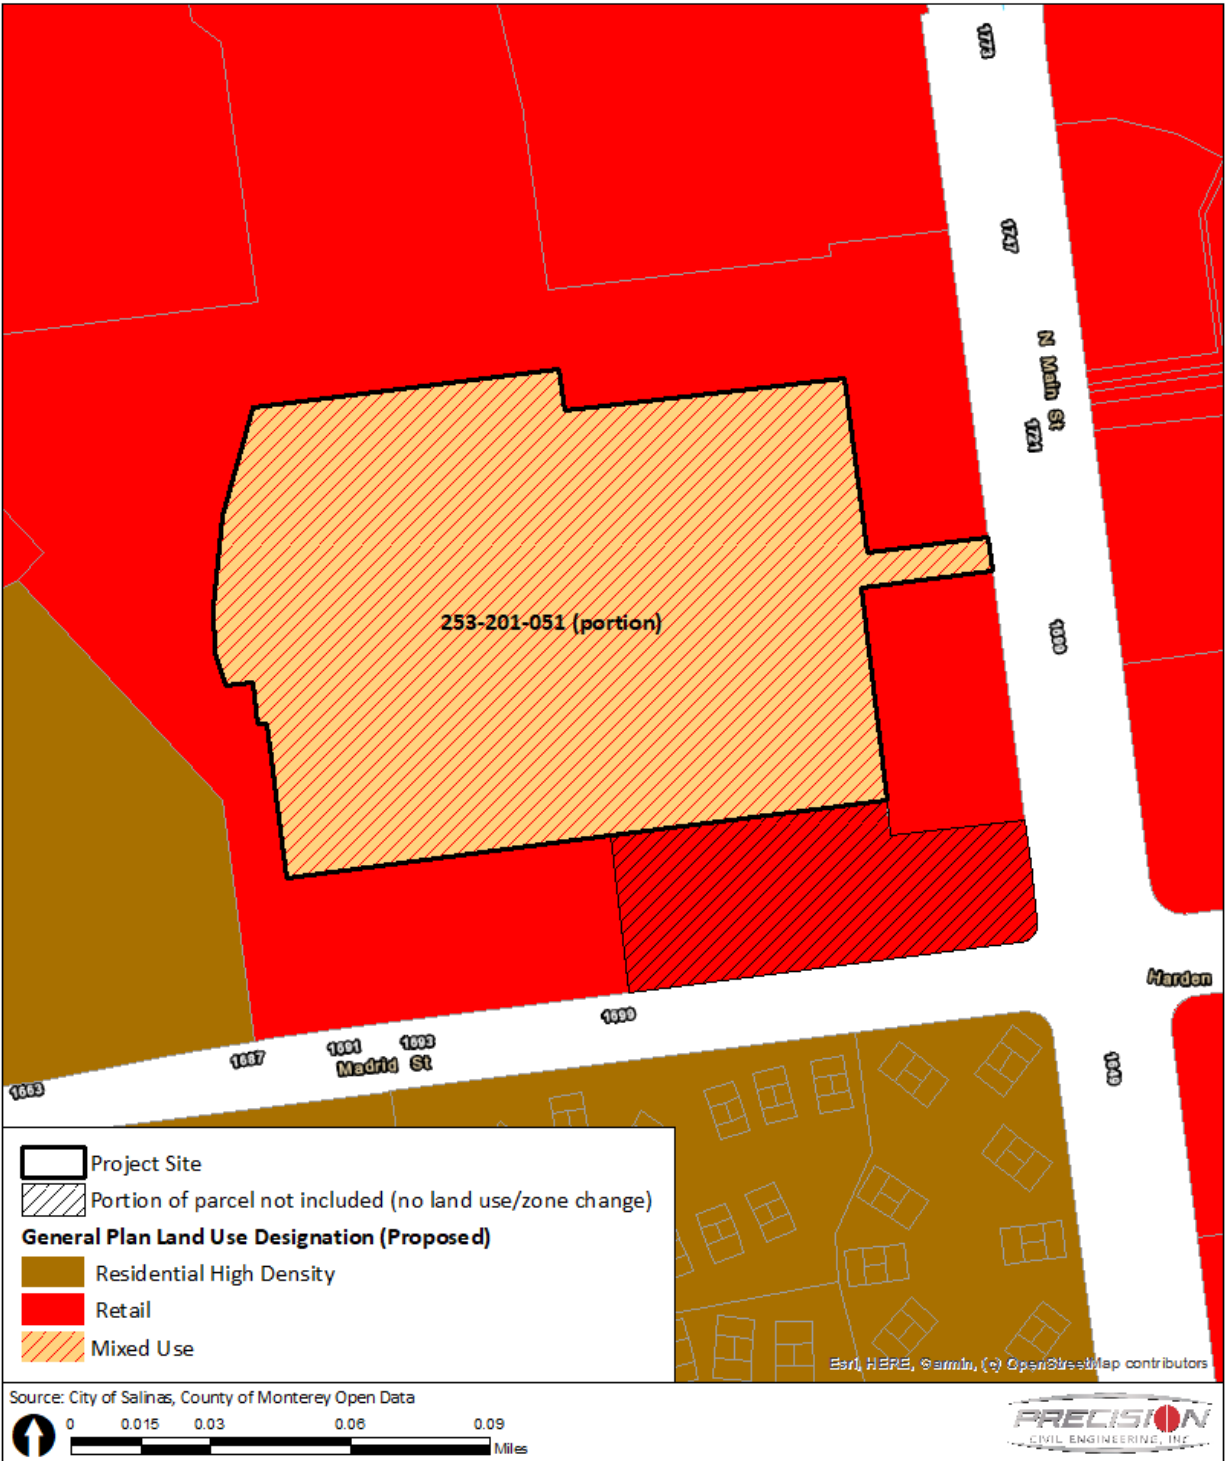 1773
1747
N Main St
1721
253-201-051 (portion)
1699
Harden
1699
1687
1691
1693
Madrid St
1663
1649
Project Site
Portion of parcel not included (no land use/zone change)
General Plan Land Use Designation (Proposed)
Residential High Density
Retail
Mixed Use
Esri, HERE, Garmin, (c) OpenStreetMap contributors
Source: City of Salinas, County of Monterey Open Data
0 0.015 0.03 0.06 0.09
Miles
PRECISION
CIVIL ENGINEERING, INC